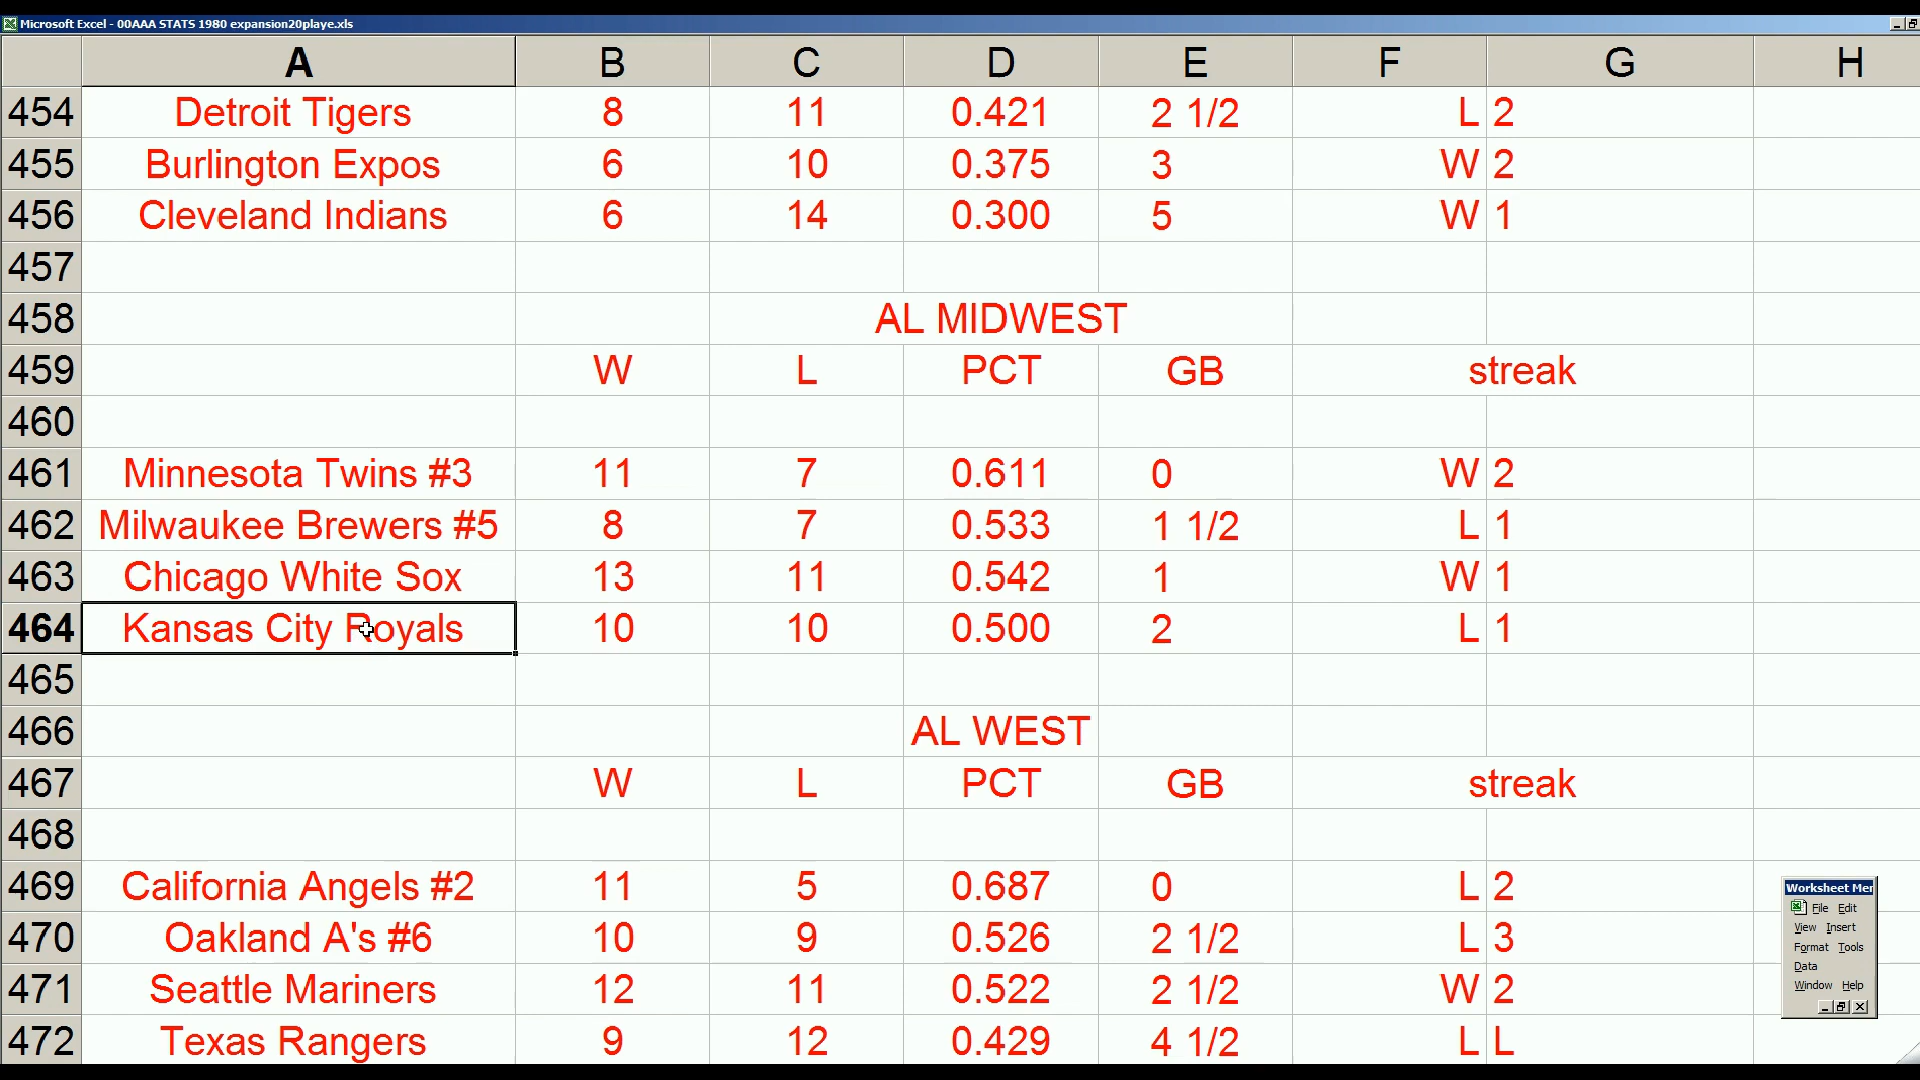 Microsoft Excel - 00AAA STATS 1980 expansion20playe.xls
A B C D E F G H
454 Detroit Tigers 8 11 0.421 2 1/2 L 2
455 Burlington Expos 6 10 0.375 3 W 2
456 Cleveland Indians 6 14 0.300 5 W 1
457
458 AL MIDWEST
459 W L PCT GB streak
460
461 Minnesota Twins #3 11 7 0.611 0 W 2
462 Milwaukee Brewers #5 8 7 0.533 1 1/2 L 1
463 Chicago White Sox 13 11 0.542 1 W 1
464 Kansas City Royals 10 10 0.500 2 L 1
465
466 AL WEST
467 W L PCT GB streak
468
469 California Angels #2 11 5 0.687 0 L 2
470 Oakland A's #6 10 9 0.526 2 1/2 L 3
471 Seattle Mariners 12 11 0.522 2 1/2 W 2
472 Texas Rangers 9 12 0.429 4 1/2 L L
Worksheet Mer
File Edit
View Insert
Format Tools
Data
Window Help